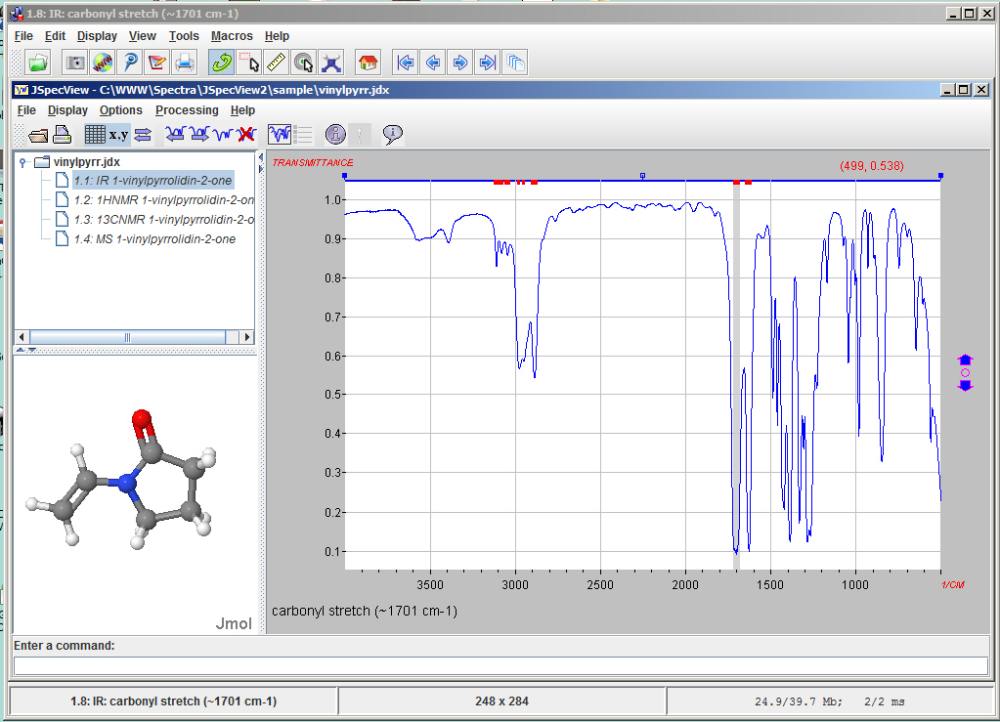 1.8: IR: carbonyl stretch (~1701 cm-1)
File Edit Display View Tools Macros Help
JSpecView - C:\WWW\Spectra\JSpecView2\sample\vinylpyrr.jdx
File Display Options Processing Help
x,y
vinylpyrr.jdx
1.1: IR 1-vinylpyrrolidin-2-one
1.2: 1HNMR 1-vinylpyrrolidin-2-on
1.3: 13CNMR 1-vinylpyrrolidin-2-o
1.4: MS 1-vinylpyrrolidin-2-one
TRANSMITTANCE
(499, 0.538)
1.0
0.9
0.8
0.7
0.6
0.5
0.4
0.3
0.2
0.1
3500 3000 2500 2000 1500 1000
1/CM
carbonyl stretch (~1701 cm-1)
Jmol
Enter a command:
1.8: IR: carbonyl stretch (~1701 cm-1) 248 x 284 24.9/39.7 Mb; 2/2 ms